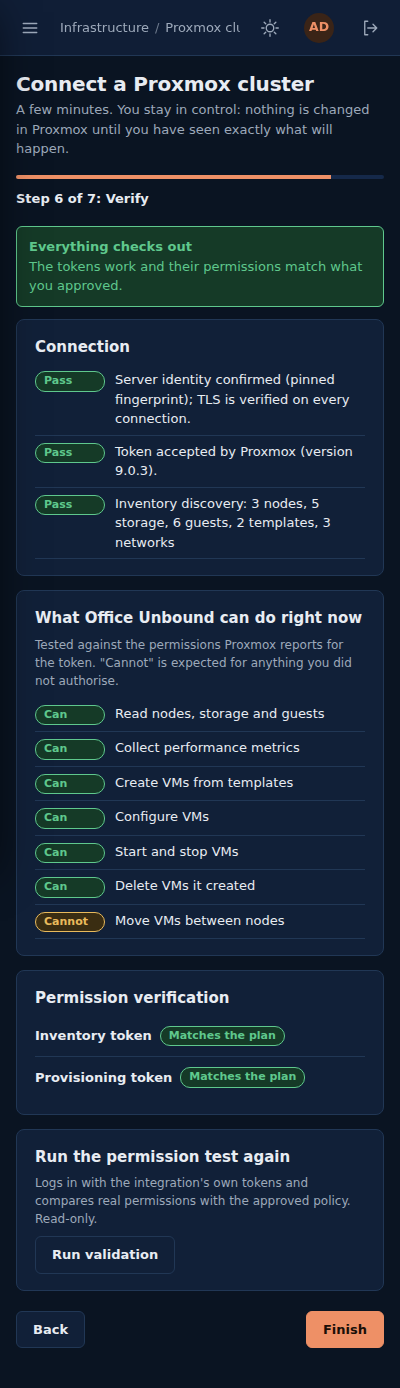 Infrastructure / Proxmox clu
AD
Connect a Proxmox cluster
A few minutes. You stay in control: nothing is changed
in Proxmox until you have seen exactly what will
happen.
Step 6 of 7: Verify
Everything checks out
The tokens work and their permissions match what
you approved.
Connection
Pass Server identity confirmed (pinned
fingerprint); TLS is verified on every
connection.
Pass Token accepted by Proxmox (version
9.0.3).
Pass Inventory discovery: 3 nodes, 5
storage, 6 guests, 2 templates, 3
networks
What Office Unbound can do right now
Tested against the permissions Proxmox reports for
the token. "Cannot" is expected for anything you did
not authorise.
Can Read nodes, storage and guests
Can Collect performance metrics
Can Create VMs from templates
Can Configure VMs
Can Start and stop VMs
Can Delete VMs it created
Cannot Move VMs between nodes
Permission verification
Inventory token Matches the plan
Provisioning token Matches the plan
Run the permission test again
Logs in with the integration's own tokens and
compares real permissions with the approved policy.
Read-only.
Run validation
Back Finish